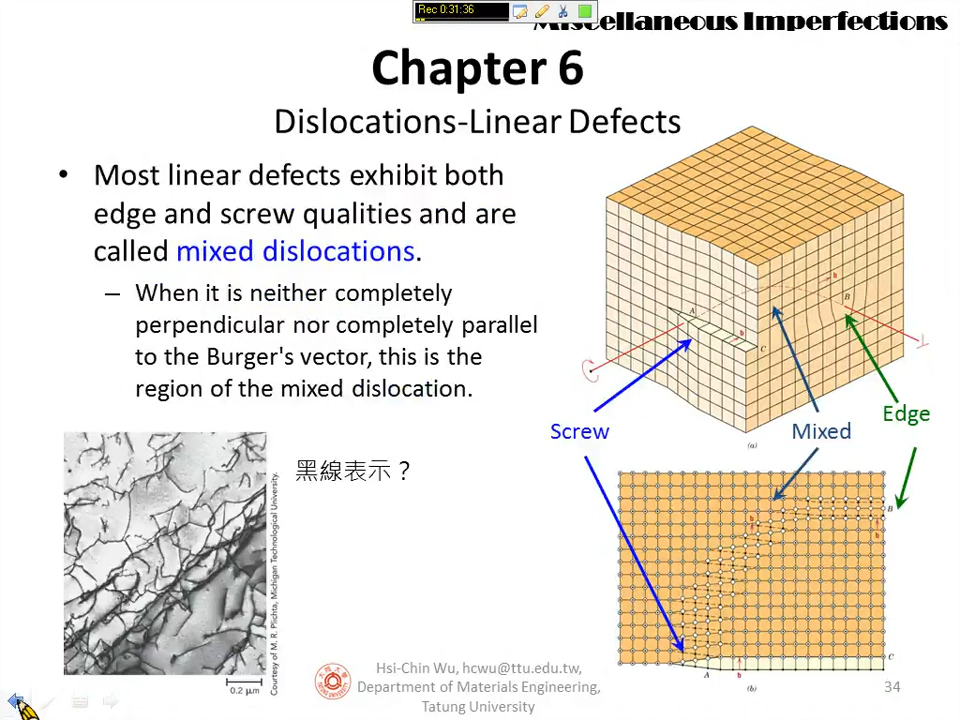 Rec 0:31:36
Miscellaneous Imperfections
Chapter 6
Dislocations-Linear Defects
• Most linear defects exhibit both
edge and screw qualities and are
called mixed dislocations.
– When it is neither completely
perpendicular nor completely parallel
to the Burger's vector, this is the
region of the mixed dislocation.
黑線表示？
Courtesy of M. R. Plichta, Michigan Technological University.
0.2 μm
A
b
b
B
C
(a)
Screw
Mixed
Edge
b
B
b
C
A
b
(b)
Hsi-Chin Wu, hcwu@ttu.edu.tw,
Department of Materials Engineering,
Tatung University
34